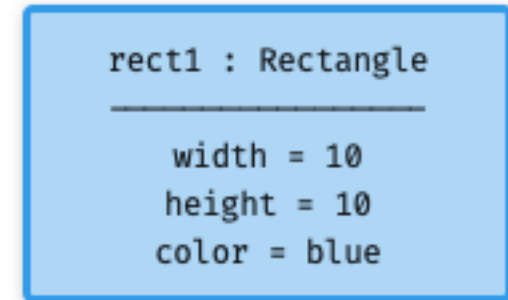 rect1 : Rectangle
width = 10
height = 10
color = blue